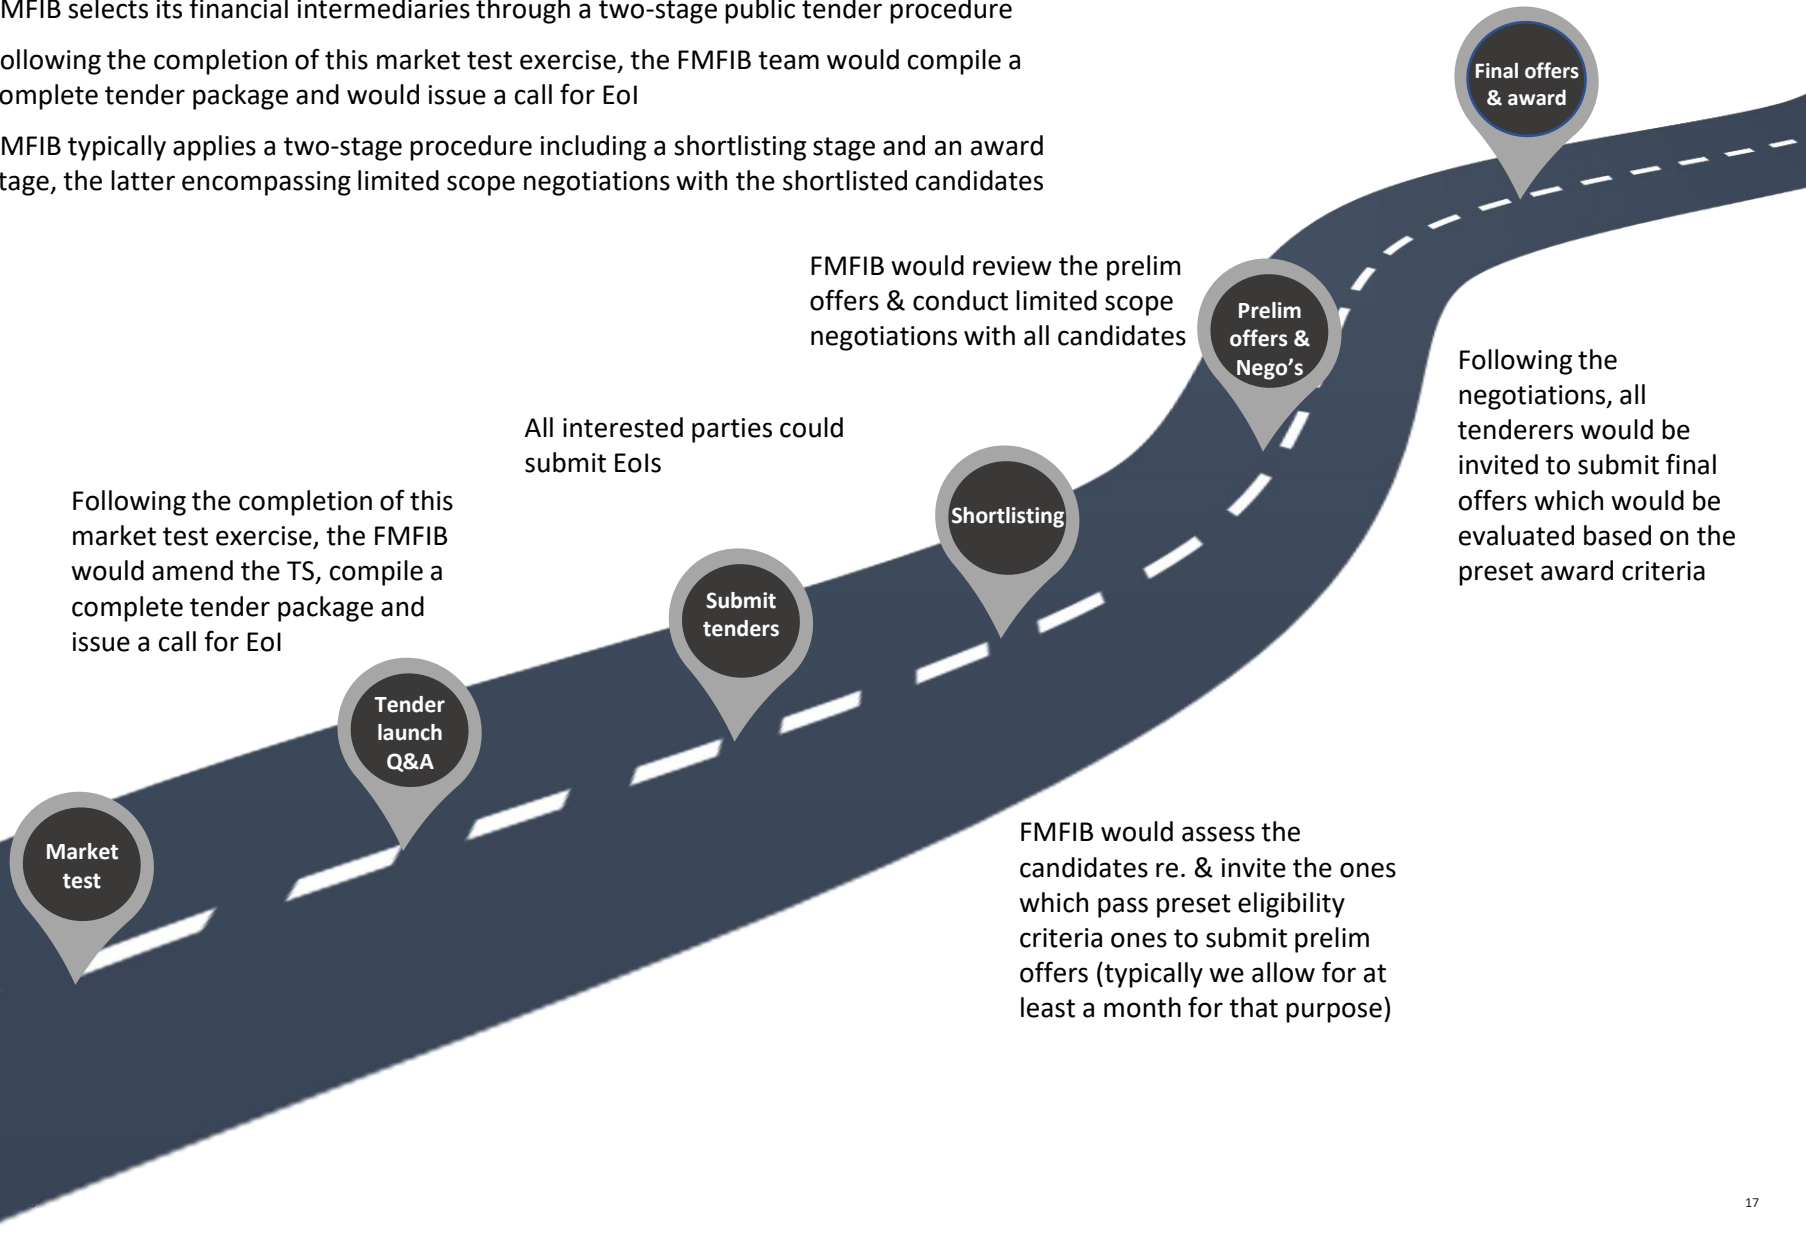 MFIB selects its financial intermediaries through a two-stage public tender procedure
ollowing the completion of this market test exercise, the FMFIB team would compile a
omplete tender package and would issue a call for EoI
MFIB typically applies a two-stage procedure including a shortlisting stage and an award
tage, the latter encompassing limited scope negotiations with the shortlisted candidates
Final offers
& award
FMFIB would review the prelim
offers & conduct limited scope
negotiations with all candidates
Prelim
offers &
Nego's
Following the
negotiations, all
tenderers would be
invited to submit final
offers which would be
evaluated based on the
preset award criteria
All interested parties could
submit EoIs
Shortlisting
Following the completion of this
market test exercise, the FMFIB
would amend the TS, compile a
complete tender package and
issue a call for EoI
Submit
tenders
Tender
launch
Q&A
Market
test
FMFIB would assess the
candidates re. & invite the ones
which pass preset eligibility
criteria ones to submit prelim
offers (typically we allow for at
least a month for that purpose)
17